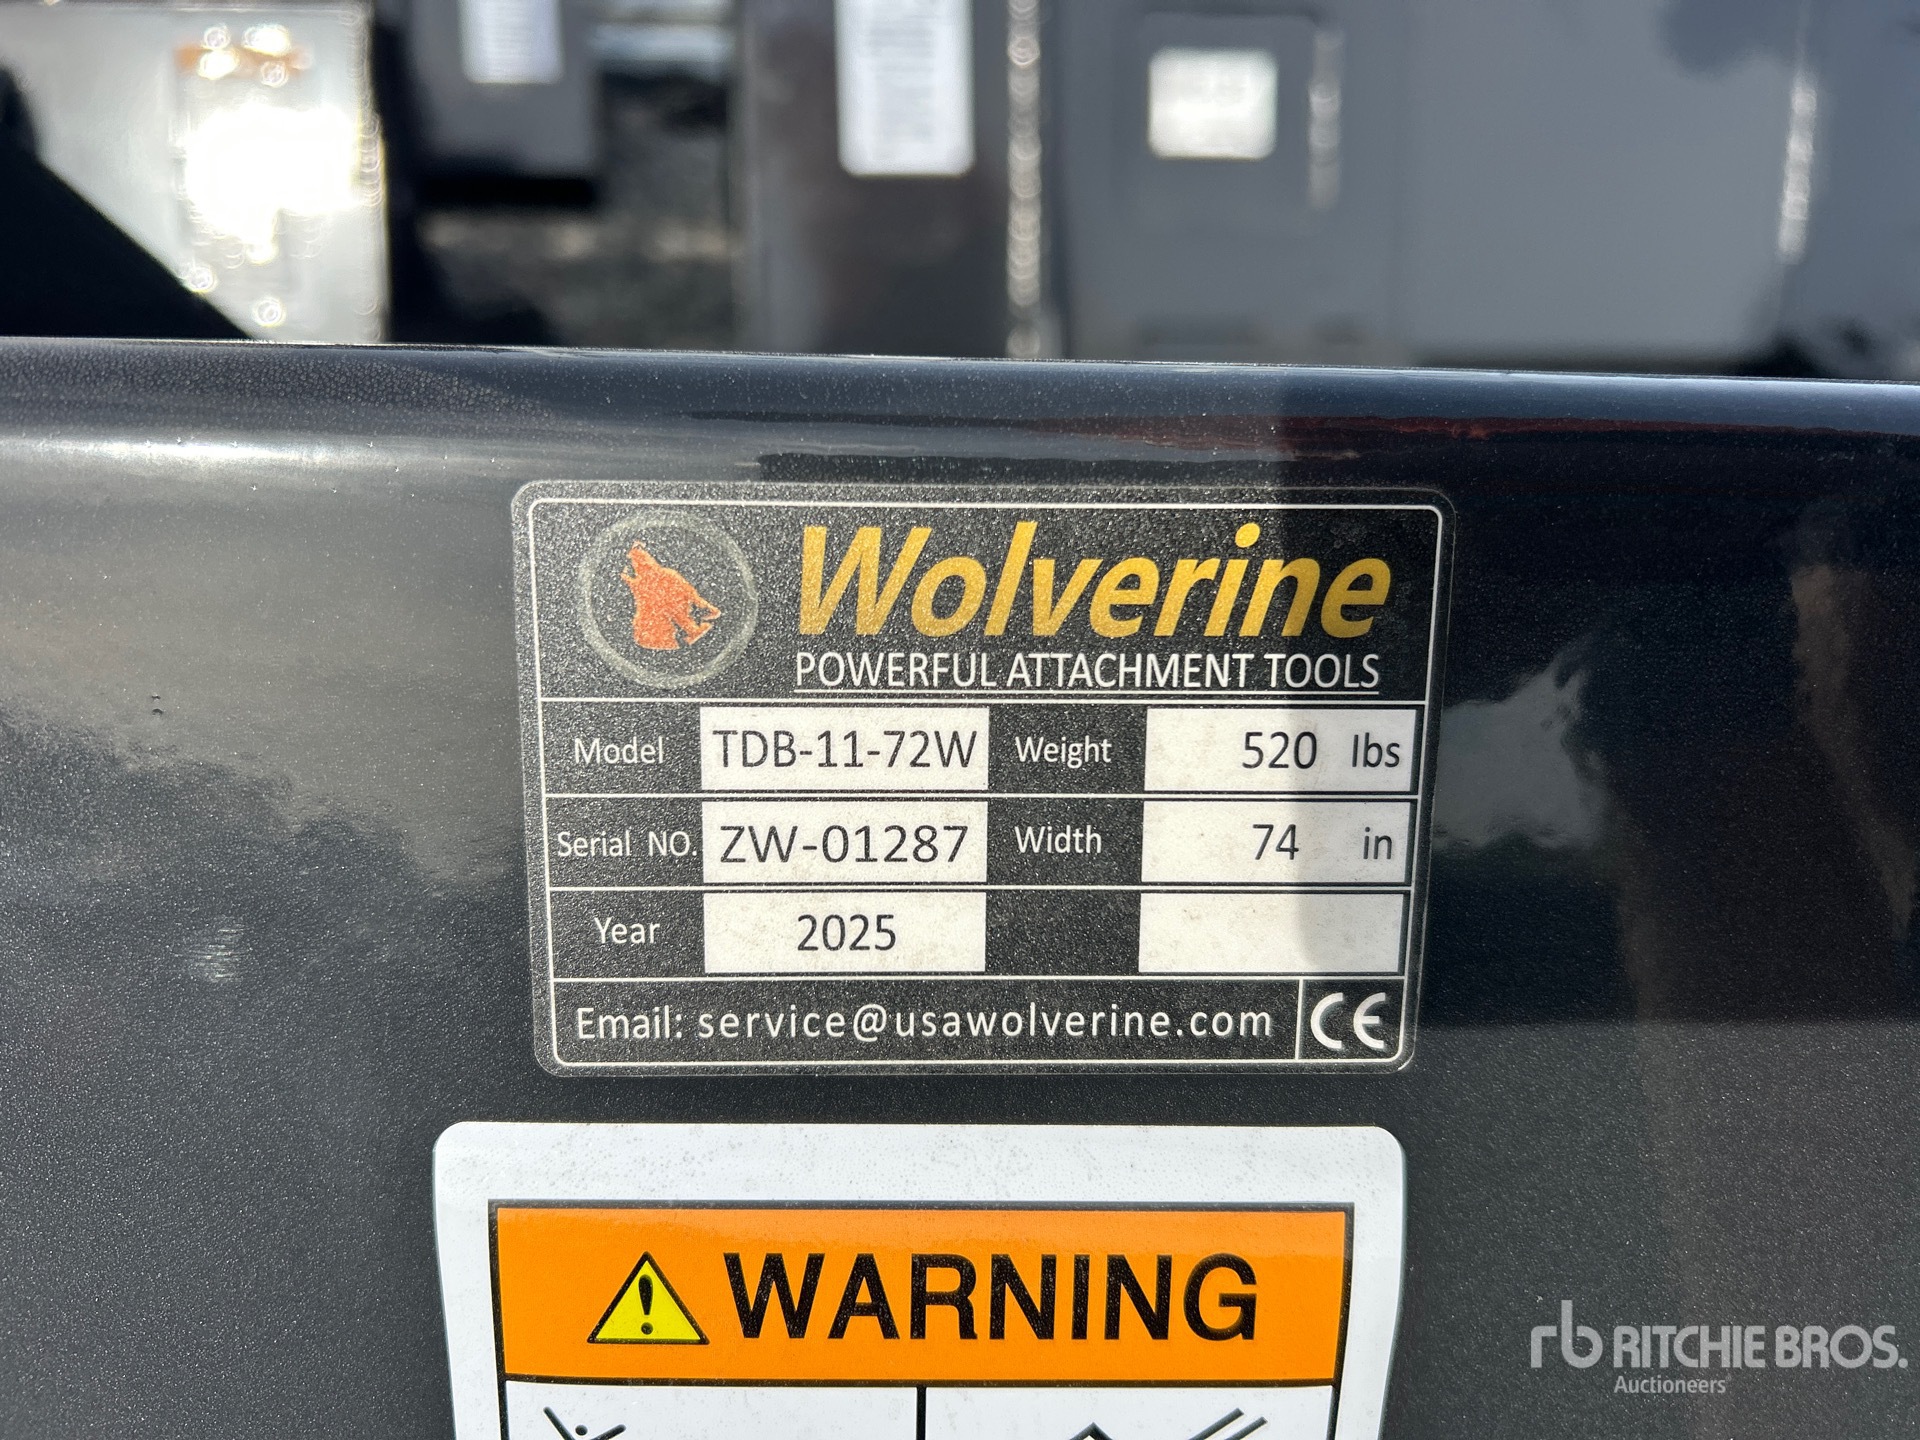 Wolverine
POWERFUL ATTACHMENT TOOLS
Model TDB-11-72W Weight 520 lbs
Serial NO. ZW-01287 Width 74 in
Year 2025
Email: service@usawolverine.com CE
WARNING
rb RITCHIE BROS.
Auctioneers